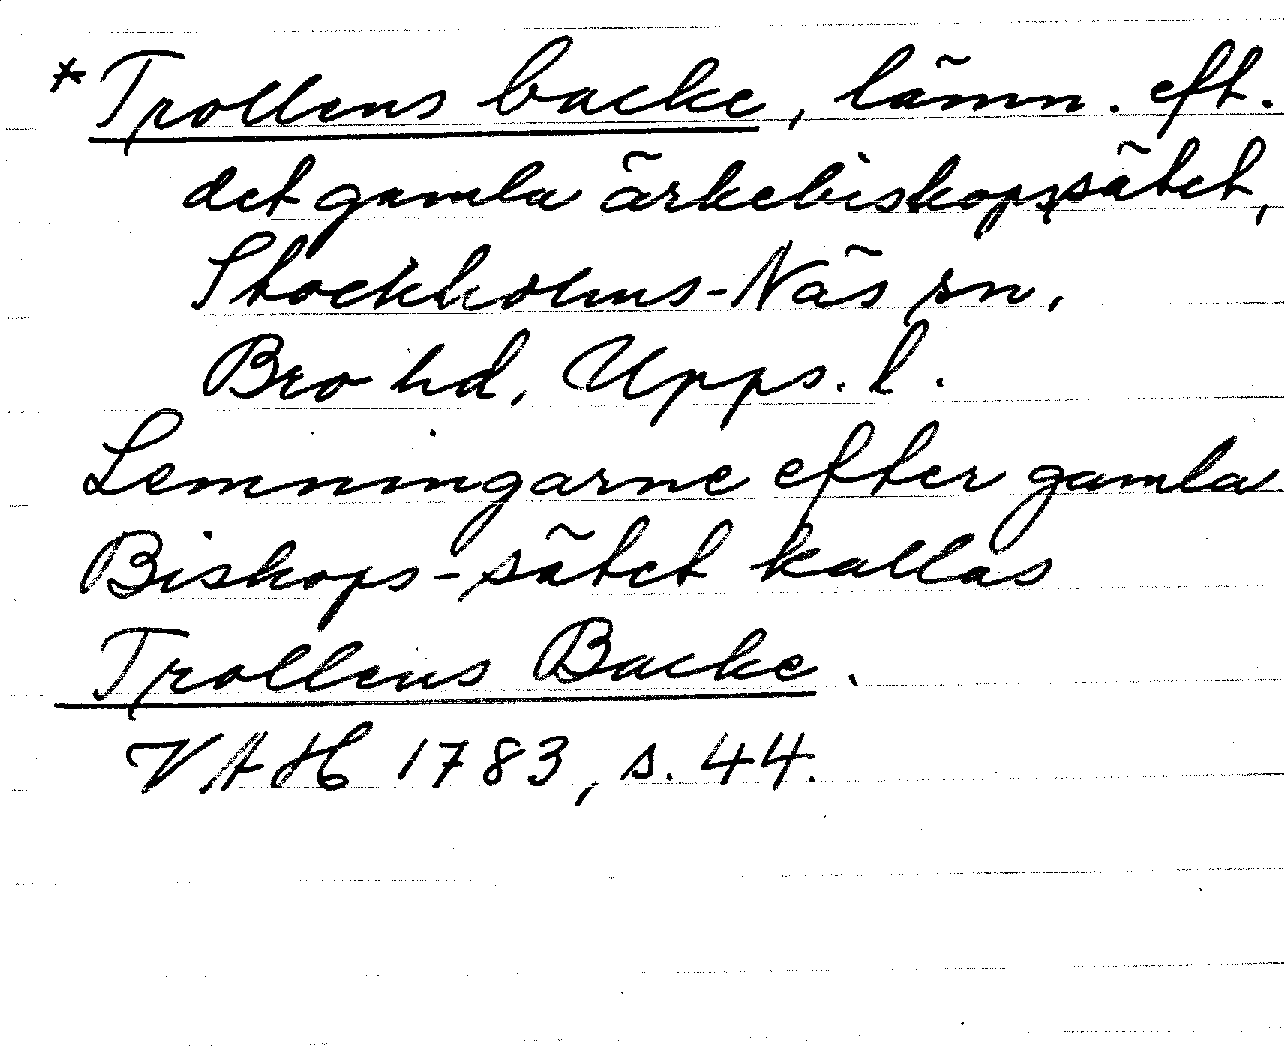 *Trollens backe, lämn. eft.
det gamla ärkebiskopssätet,
Stockholms-Näs sn,
Bro hd, Upps. l.
Lemningarne efter gamla
Biskops-sätet kallas
Trollens Backe.
VAH 1783, s. 44.